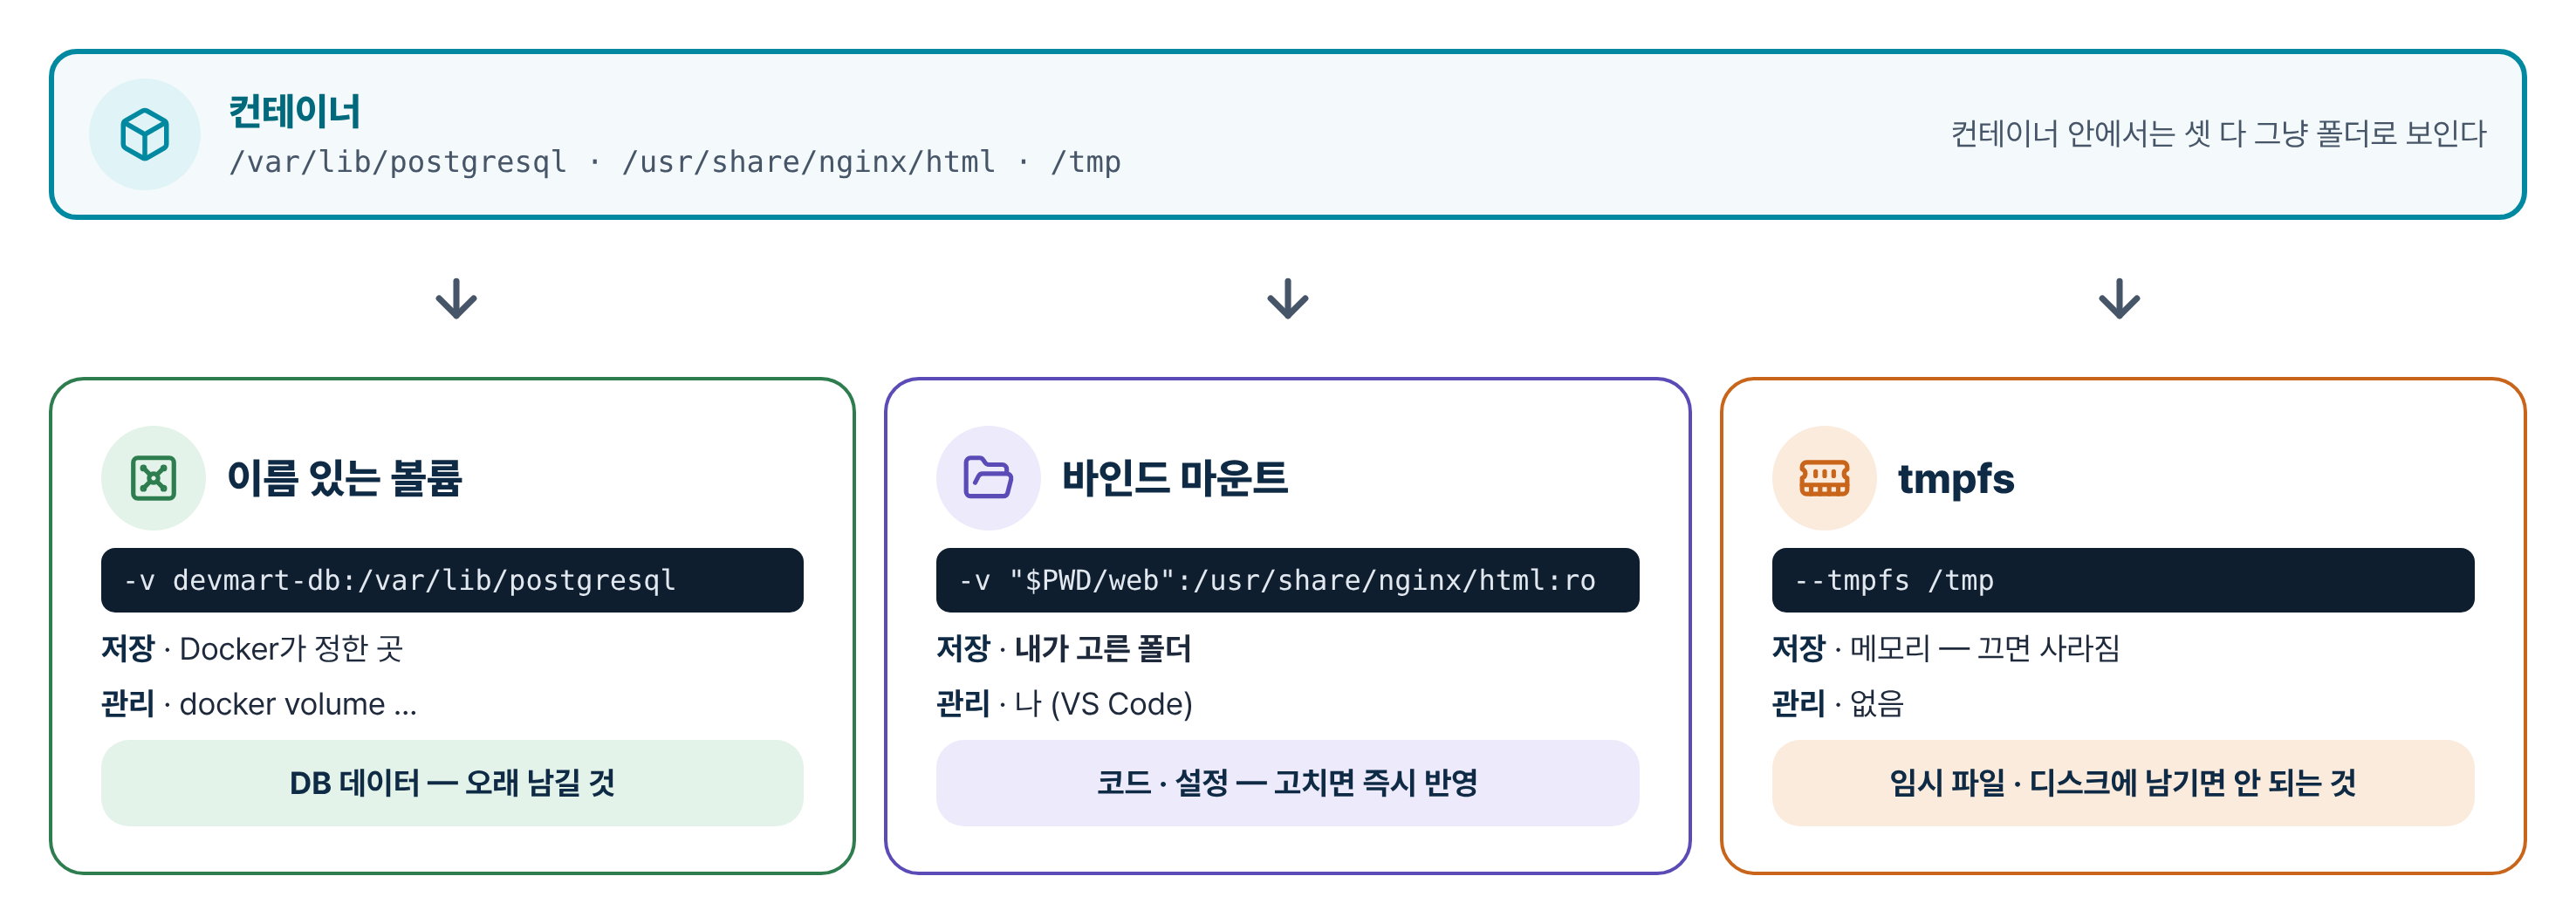 컨테이너
/var/lib/postgresql · /usr/share/nginx/html · /tmp
컨테이너 안에서는 셋 다 그냥 폴더로 보인다
이름 있는 볼륨
-v devmart-db:/var/lib/postgresql
저장 · Docker가 정한 곳
관리 · docker volume ...
DB 데이터 — 오래 남길 것
바인드 마운트
-v "$PWD/web":/usr/share/nginx/html:ro
저장 · 내가 고른 폴더
관리 · 나 (VS Code)
코드 · 설정 — 고치면 즉시 반영
tmpfs
--tmpfs /tmp
저장 · 메모리 — 끄면 사라짐
관리 · 없음
임시 파일 · 디스크에 남기면 안 되는 것